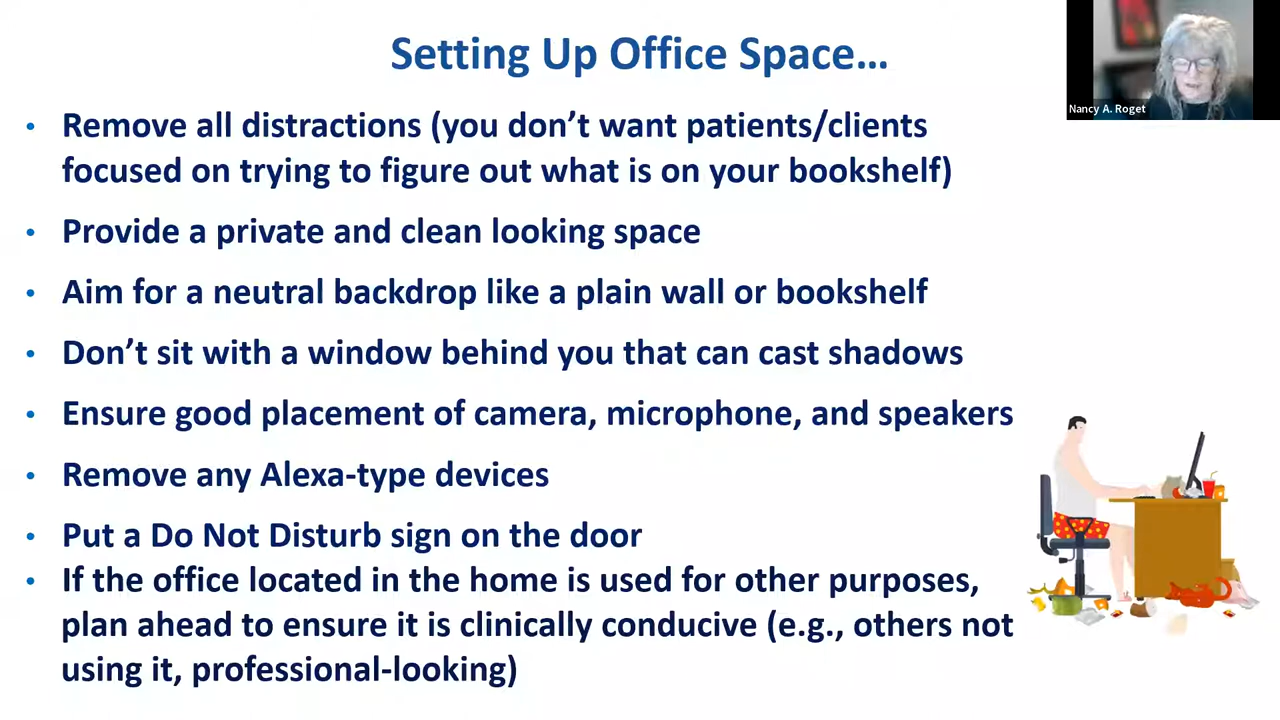 Setting Up Office Space…
Nancy A. Roget
• Remove all distractions (you don’t want patients/clients
focused on trying to figure out what is on your bookshelf)
• Provide a private and clean looking space
• Aim for a neutral backdrop like a plain wall or bookshelf
• Don’t sit with a window behind you that can cast shadows
• Ensure good placement of camera, microphone, and speakers
• Remove any Alexa-type devices
• Put a Do Not Disturb sign on the door
• If the office located in the home is used for other purposes,
plan ahead to ensure it is clinically conducive (e.g., others not
using it, professional-looking)